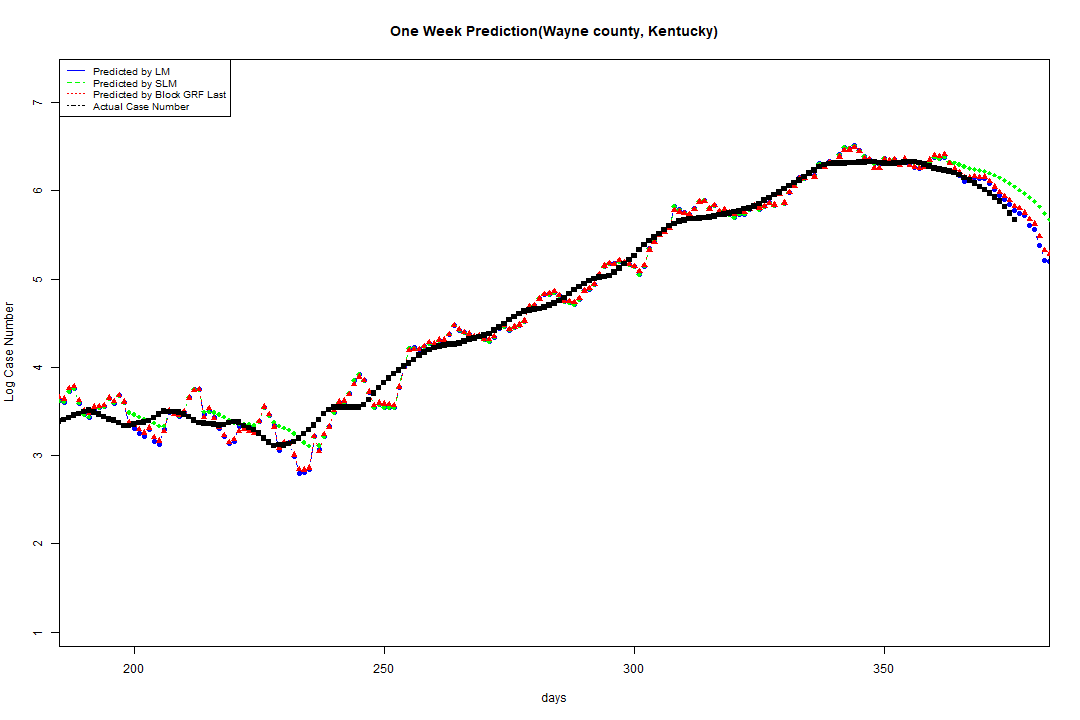 One Week Prediction(Wayne county, Kentucky)
Predicted by LM
Predicted by SLM
Predicted by Block GRF Last
Actual Case Number
7
6
5
4
3
2
1
Log Case Number
200 250 300 350
days